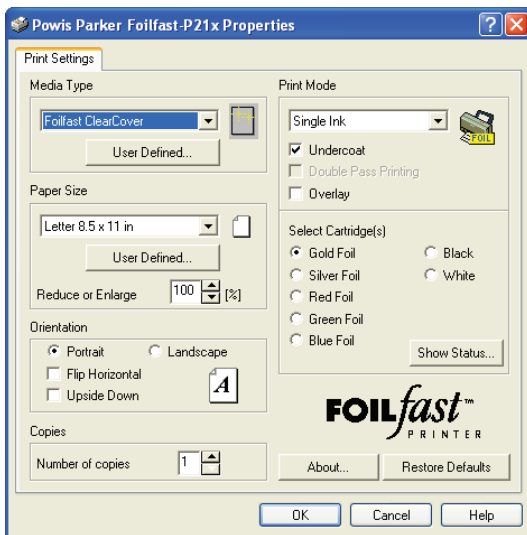 Powis Parker Foilfast-P21x Properties
Print Settings
Media Type
Foilfast ClearCover
User Defined...
Paper Size
Letter 8.5 x 11 in
User Defined...
Reduce or Enlarge 100 [%]
Orientation
Portrait Landscape
Flip Horizontal
Upside Down
A
Copies
Number of copies 1
Print Mode
Single Ink
FOIL
Undercoat
Double Pass Printing
Overlay
Select Cartridge(s)
Gold Foil Black
Silver Foil White
Red Foil
Green Foil
Blue Foil
Show Status...
FOILfast™
PRINTER
About... Restore Defaults
OK Cancel Help